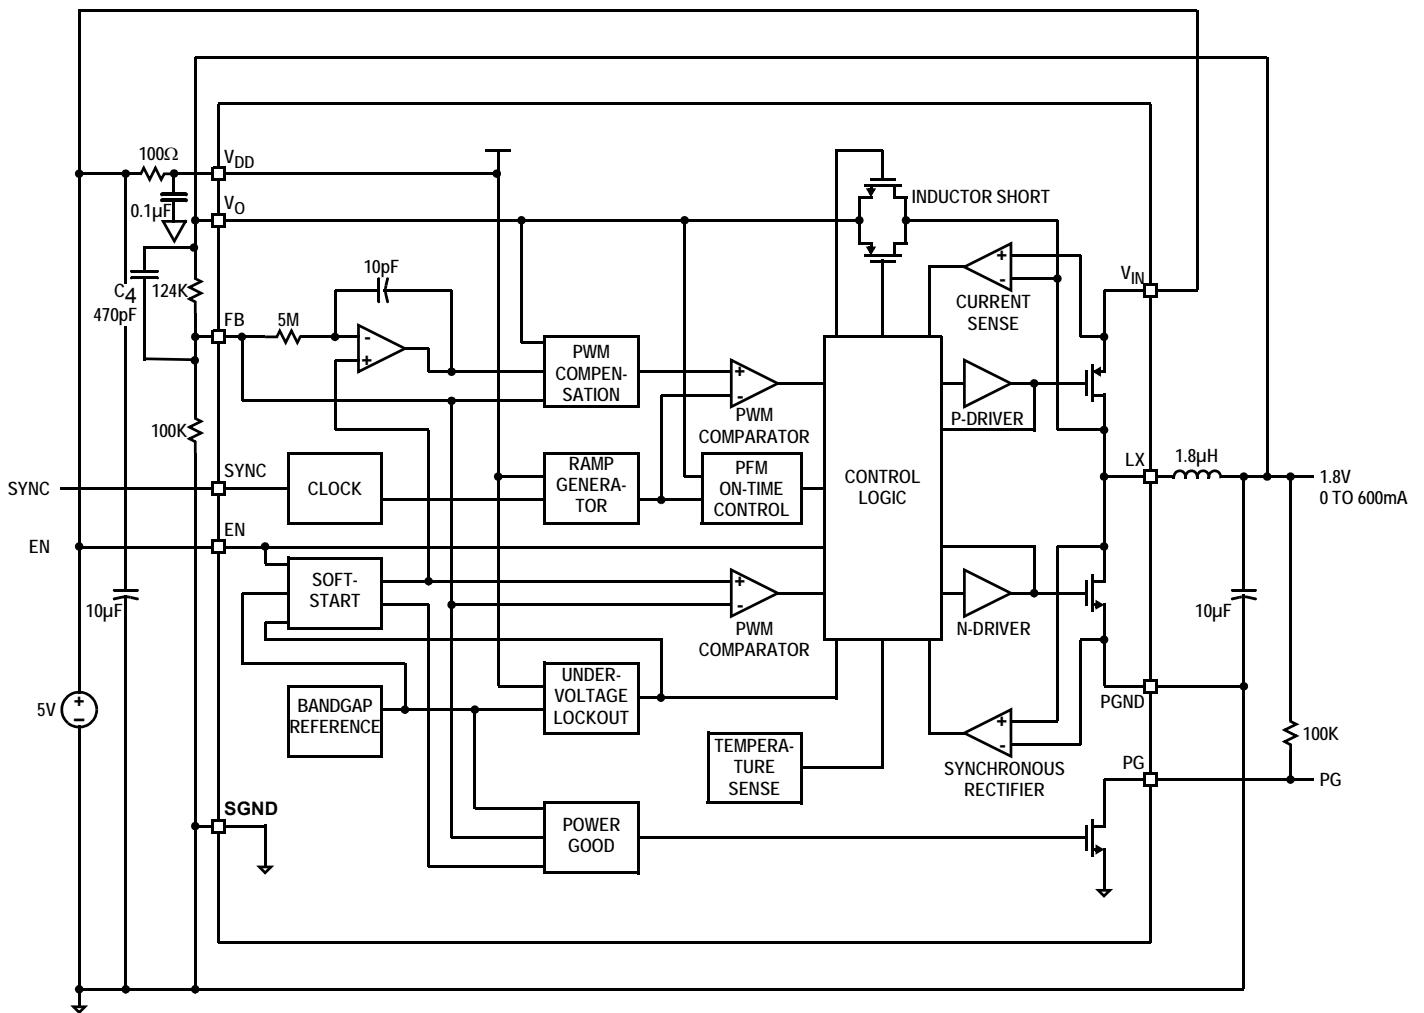 100Ω
VDD
0.1µF
VO
INDUCTOR SHORT
10pF
+
-
CURRENT
SENSE
VIN
C4
470pF
124K
FB
5M
-
+
PWM
COMPEN-
SATION
+
-
PWM
COMPARATOR
P-DRIVER
100K
SYNC
SYNC
CLOCK
RAMP
GENERA-
TOR
PFM
ON-TIME
CONTROL
CONTROL
LOGIC
LX
1.8µH
1.8V
0 TO 600mA
EN
EN
SOFT-
START
+
-
PWM
COMPARATOR
N-DRIVER
10µF
10µF
5V
+
-
BANDGAP
REFERENCE
UNDER-
VOLTAGE
LOCKOUT
TEMPERA-
TURE
SENSE
+
-
SYNCHRONOUS
RECTIFIER
PGND
100K
PG
PG
SGND
POWER
GOOD